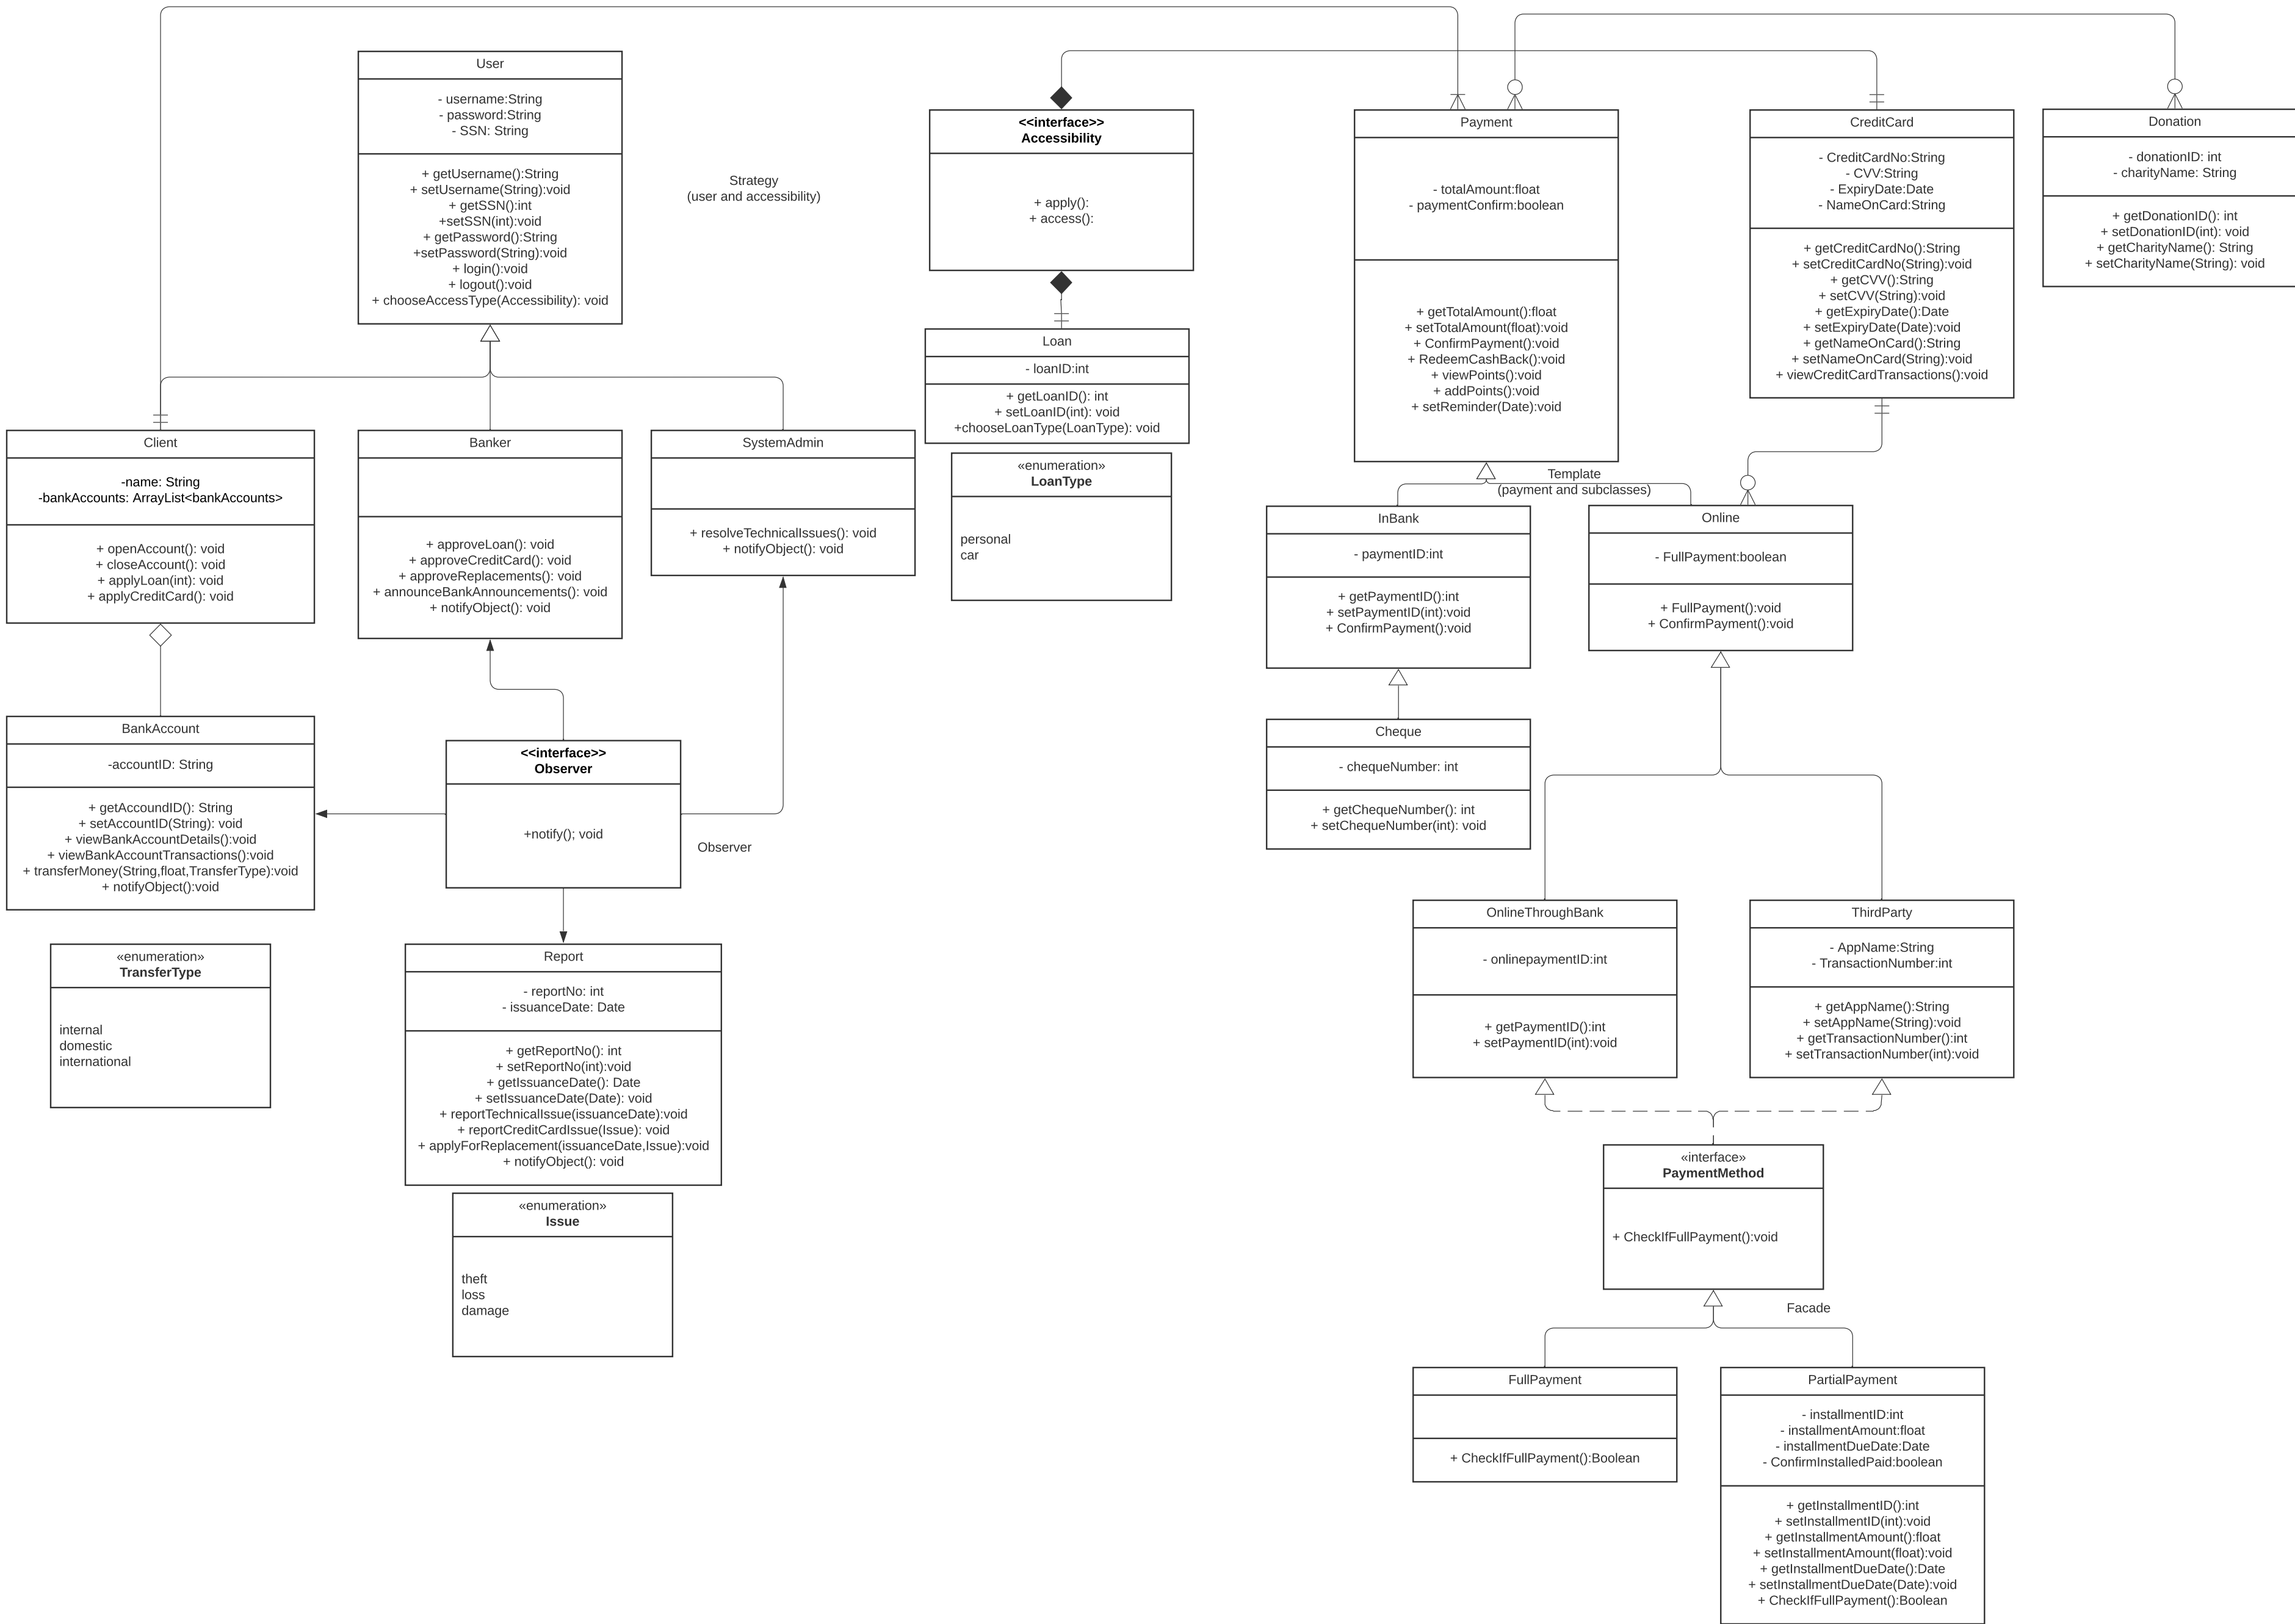 User
- username:String
- password:String
- SSN: String
+ getUsername():String
+ setUsername(String):void
+ getSSN():int
+setSSN(int):void
+ getPassword():String
+setPassword(String):void
+ login():void
+ logout():void
+ chooseAccessType(Accessibility): void
Strategy
(user and accessibility)
<<interface>>
Accessibility
+ apply():
+ access():
Payment
- totalAmount:float
- paymentConfirm:boolean
+ getTotalAmount():float
+ setTotalAmount(float):void
+ ConfirmPayment():void
+ RedeemCashBack():void
+ viewPoints():void
+ addPoints():void
+ setReminder(Date):void
CreditCard
- CreditCardNo:String
- CVV:String
- ExpiryDate:Date
- NameOnCard:String
+ getCreditCardNo():String
+ setCreditCardNo(String):void
+ getCVV():String
+ setCVV(String):void
+ getExpiryDate():Date
+ setExpiryDate(Date):void
+ getNameOnCard():String
+ setNameOnCard(String):void
+ viewCreditCardTransactions():void
Donation
- donationID: int
- charityName: String
+ getDonationID(): int
+ setDonationID(int): void
+ getCharityName(): String
+ setCharityName(String): void
Loan
- loanID:int
+ getLoanID(): int
+ setLoanID(int): void
+chooseLoanType(LoanType): void
«enumeration»
LoanType
personal
car
Client
-name: String
-bankAccounts: ArrayList<bankAccounts>
+ openAccount(): void
+ closeAccount(): void
+ applyLoan(int): void
+ applyCreditCard(): void
Banker
+ approveLoan(): void
+ approveCreditCard(): void
+ approveReplacements(): void
+ announceBankAnnouncements(): void
+ notifyObject(): void
SystemAdmin
+ resolveTechnicalIssues(): void
+ notifyObject(): void
Template
(payment and subclasses)
InBank
- paymentID:int
+ getPaymentID():int
+ setPaymentID(int):void
+ ConfirmPayment():void
Online
- FullPayment:boolean
+ FullPayment():void
+ ConfirmPayment():void
Cheque
- chequeNumber: int
+ getChequeNumber(): int
+ setChequeNumber(int): void
BankAccount
-accountID: String
+ getAccoundID(): String
+ setAccountID(String): void
+ viewBankAccountDetails():void
+ viewBankAccountTransactions():void
+ transferMoney(String,float,TransferType):void
+ notifyObject():void
<<interface>>
Observer
+notify(); void
Observer
«enumeration»
TransferType
internal
domestic
international
Report
- reportNo: int
- issuanceDate: Date
+ getReportNo(): int
+ setReportNo(int):void
+ getIssuanceDate(): Date
+ setIssuanceDate(Date): void
+ reportTechnicalIssue(issuanceDate):void
+ reportCreditCardIssue(Issue): void
+ applyForReplacement(issuanceDate,Issue):void
+ notifyObject(): void
«enumeration»
Issue
theft
loss
damage
OnlineThroughBank
- onlinepaymentID:int
+ getPaymentID():int
+ setPaymentID(int):void
ThirdParty
- AppName:String
- TransactionNumber:int
+ getAppName():String
+ setAppName(String):void
+ getTransactionNumber():int
+ setTransactionNumber(int):void
«interface»
PaymentMethod
+ CheckIfFullPayment():void
Facade
FullPayment
+ CheckIfFullPayment():Boolean
PartialPayment
- installmentID:int
- installmentAmount:float
- installmentDueDate:Date
- ConfirmInstalledPaid:boolean
+ getInstallmentID():int
+ setInstallmentID(int):void
+ getInstallmentAmount():float
+ setInstallmentAmount(float):void
+ getInstallmentDueDate():Date
+ setInstallmentDueDate(Date):void
+ CheckIfFullPayment():Boolean